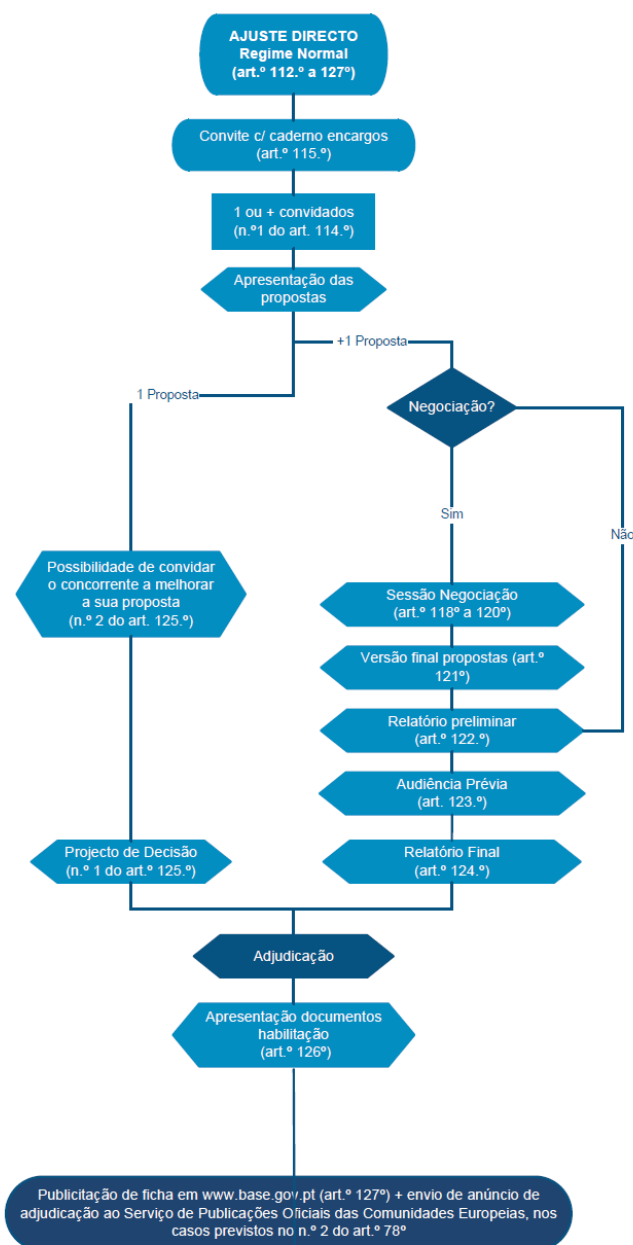 AJUSTE DIRECTO
Regime Normal
(art.º 112.º a 127º)
Convite c/ caderno encargos
(art.º 115.º)
1 ou + convidados
(n.º1 do art. 114.º)
Apresentação das
propostas
+1 Proposta
1 Proposta
Negociação?
Sim
Não
Possibilidade de convidar
o concorrente a melhorar
a sua proposta
(n.º 2 do art. 125.º)
Sessão Negociação
(art.º 118º a 120º)
Versão final propostas (art.º
121º)
Relatório preliminar
(art.º 122.º)
Audiência Prévia
(art. 123.º)
Projecto de Decisão
(n.º 1 do art.º 125.º)
Relatório Final
(art.º 124.º)
Adjudicação
Apresentação documentos
habilitação
(art.º 126º)
Publicitação de ficha em www.base.gov.pt (art.º 127º) + envio de anúncio de
adjudicação ao Serviço de Publicações Oficiais das Comunidades Europeias, nos
casos previstos no n.º 2 do art.º 78º